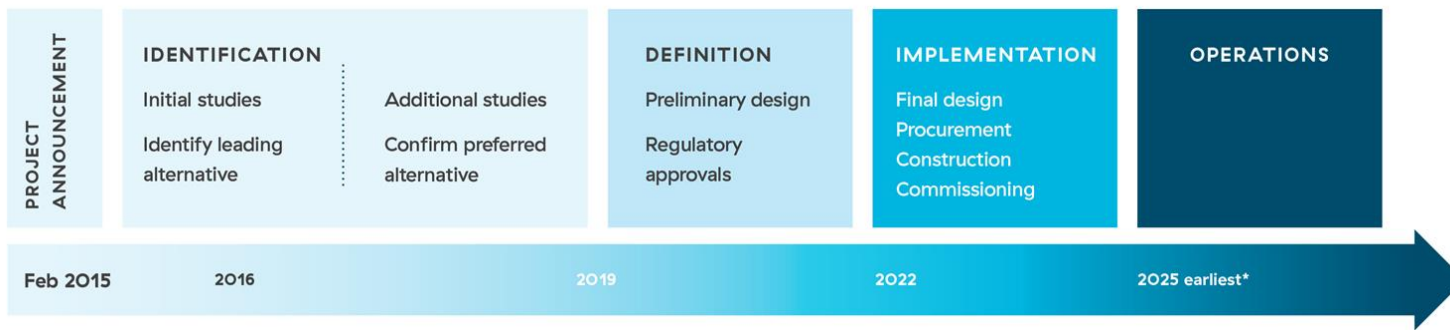 PROJECT
ANNOUNCEMENT
IDENTIFICATION
Initial studies
Identify leading
alternative
Additional studies
Confirm preferred
alternative
DEFINITION
Preliminary design
Regulatory
approvals
IMPLEMENTATION
Final design
Procurement
Construction
Commissioning
OPERATIONS
Feb 2015
2016
2019
2022
2025 earliest*